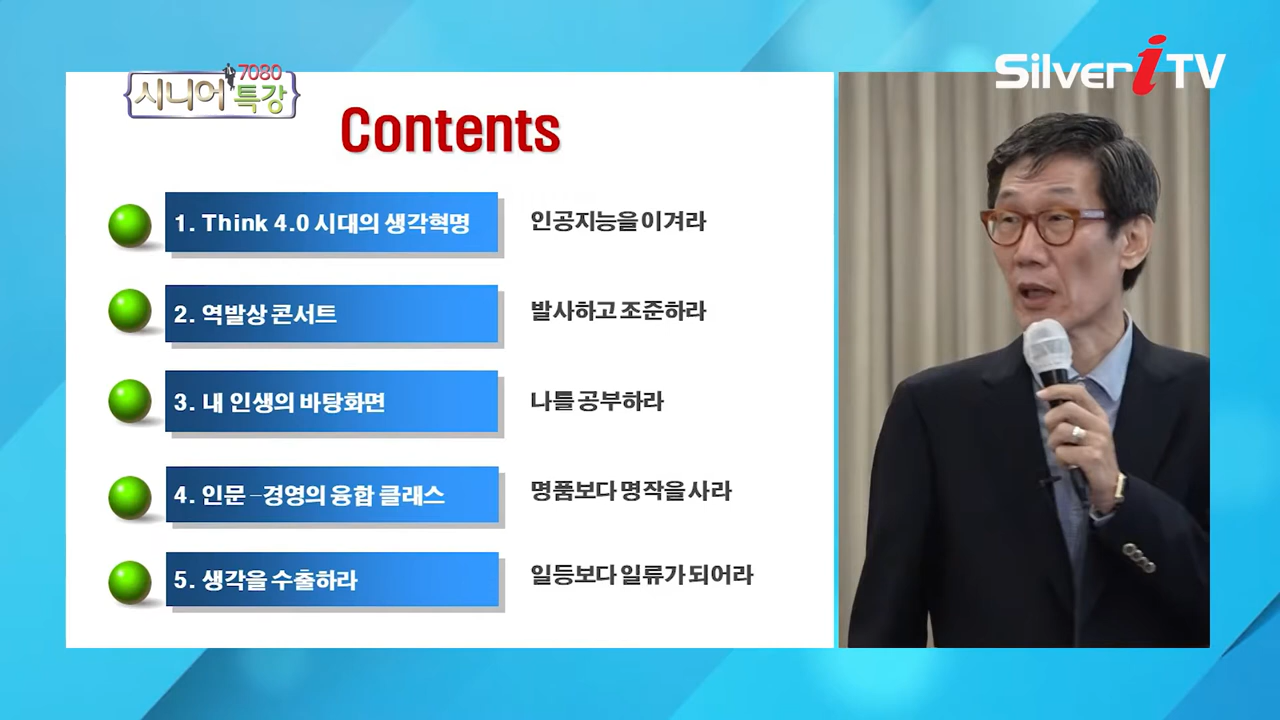 7080
시니어 특강
Silver i TV
Contents
1. Think 4.0 시대의 생각혁명
인공지능을 이겨라
2. 역발상 콘서트
발사하고 조준하라
3. 내 인생의 바탕화면
나를 공부하라
4. 인문–경영의 융합 클래스
명품보다 명작을 사라
5. 생각을 수출하라
일등보다 일류가 되어라